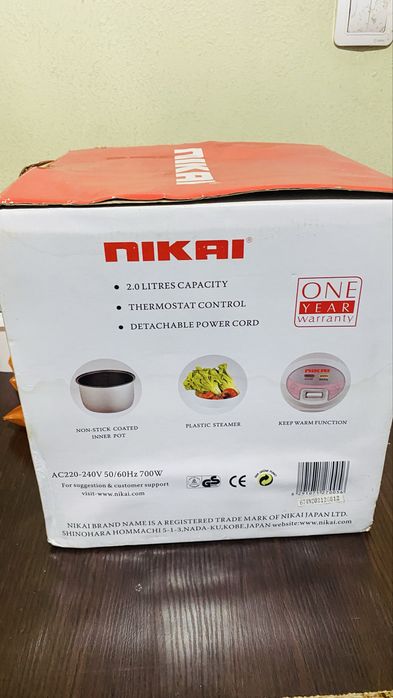 NIKAI
NIKAI®
• 2.0 LITRES CAPACITY
• THERMOSTAT CONTROL
• DETACHABLE POWER CORD
ONE
YEAR
warranty
NIKAI
NON-STICK COATED
INNER POT
PLASTIC STEAMER
KEEP WARM FUNCTION
AC220-240V 50/60Hz 700W
For suggestion & customer support
visit-www.nikai.com
GS
CE
NIKAI BRAND NAME IS A REGISTERED TRADE MARK OF NIKAI JAPAN LTD.
SHINOHARA HOMMACHI 5-1-3,NADA-KU,KOBE,JAPAN website:www.nikai.com